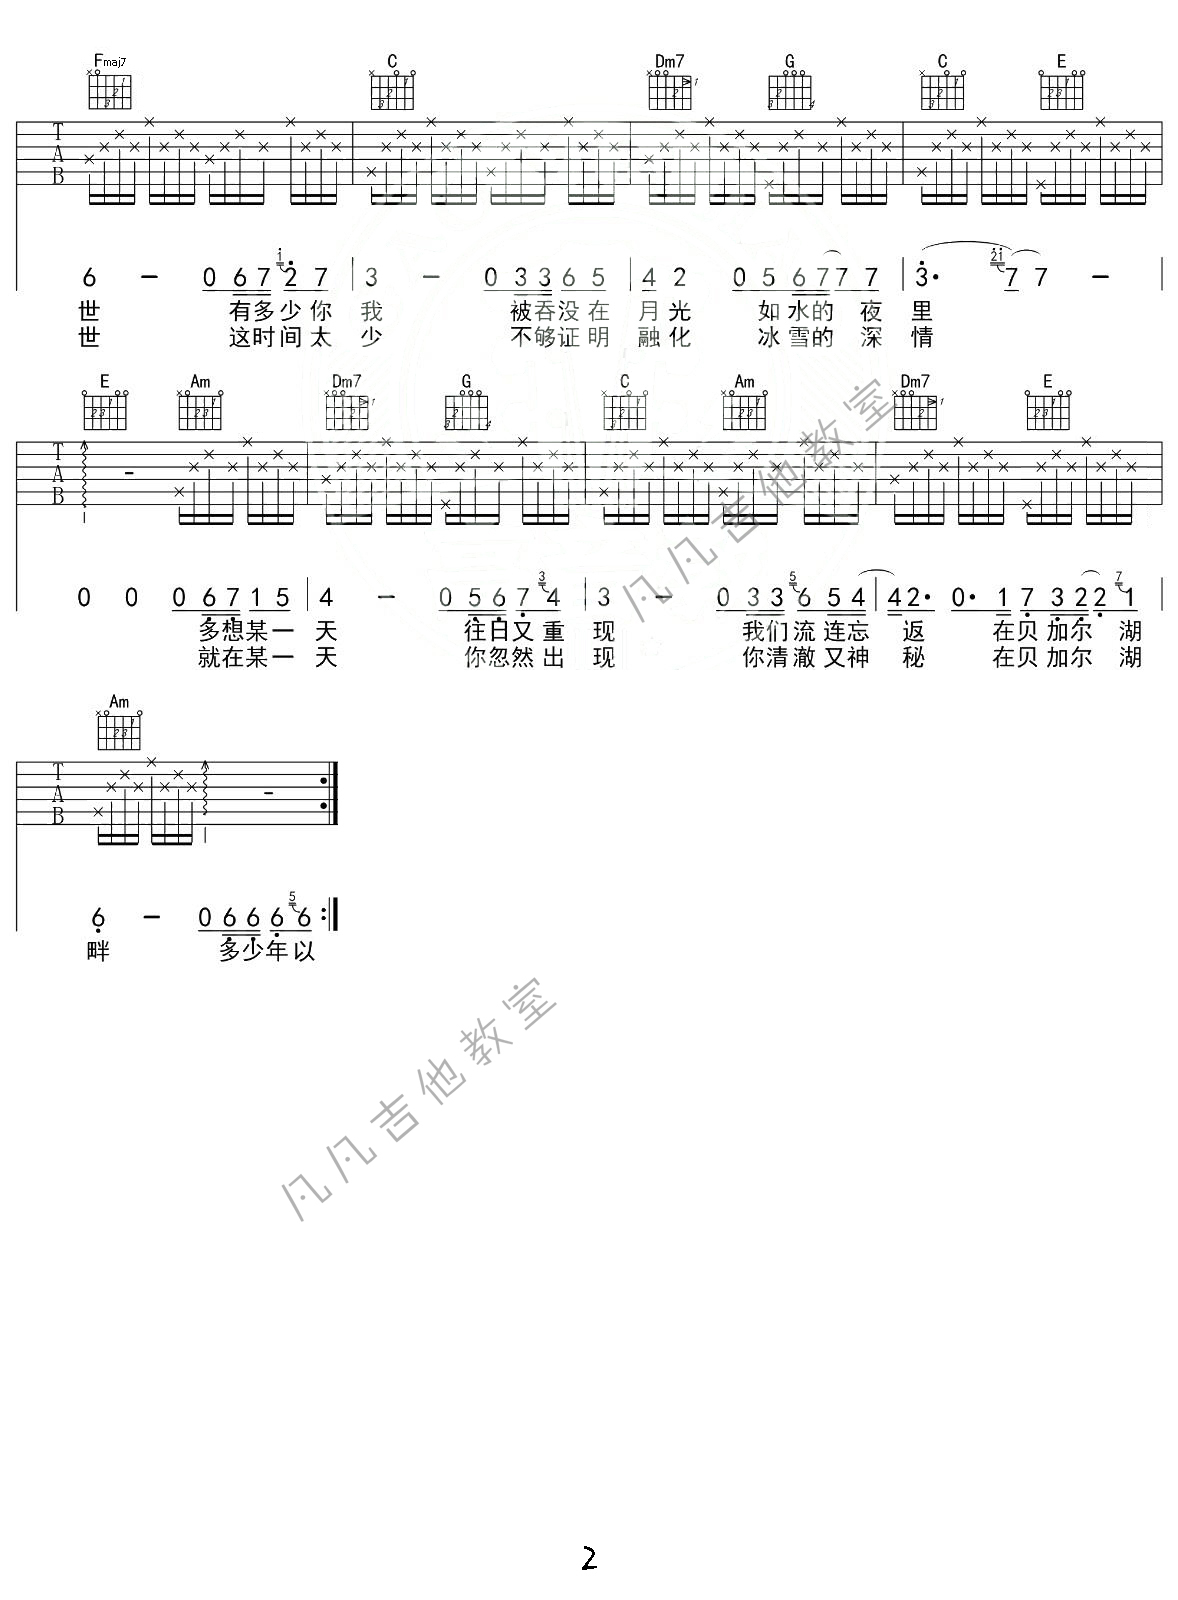 Fmaj7 C Dm7 G C E
T A B
6 - 0 6 7 1 2 7 3 - 0 3 3 6 5 4 2 0 5 6 7 7 7 3· 21 7 7 -
世 有多少你 我 被吞没在 月光 如水的 夜 里
世 这时间太 少 不够证明 融化 冰雪的 深 情
E Am Dm7 G C Am Dm7 E
T A B
0 0 0 6 7 1 5 4 - 0 5 6 7 3 4 3 - 0 3 3 5 6 5 4 4 2· 0· 1 7 3 2 2 7 1
多想某一 天 往日又重 现 我们流连忘 返 在贝加尔 湖
就在某一 天 你忽然出 现 你清澈又神 秘 在贝加尔 湖
凡凡吉他教室
Am
T A B
6 - 0 6 6 6 5 6
畔 多少年以
凡凡吉他教室
2